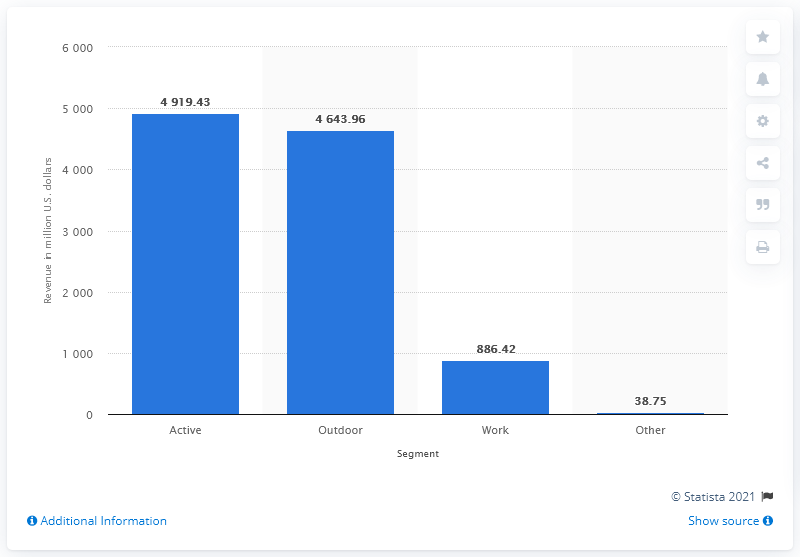 6 000
5 000
4 000
3 000
2 000
1 000
0
Revenue in million U.S. dollars
4 919.43
4 643.96
886.42
38.75
Active Outdoor Work Other
Segment
© Statista 2021
Additional Information Show source